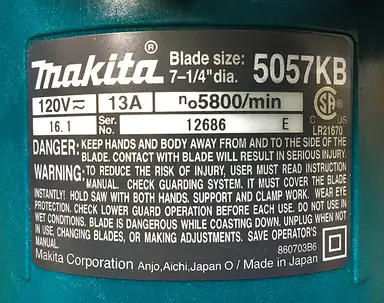 makita®
Blade size:
7-1/4"dia.
5057KB
120V⎓ 13A no5800/min
16.1 Ser. No. 12686 E
SA
C US
LR21670
DANGER: KEEP HANDS AND BODY AWAY FROM AND TO THE SIDE OF
BLADE. CONTACT WITH BLADE WILL RESULT IN SERIOUS INJURY.
WARNING: TO REDUCE THE RISK OF INJURY, USER MUST READ INSTRUCTION
MANUAL. CHECK GUARDING SYSTEM. IT MUST COVER THE BLADE
INSTANTLY! HOLD SAW WITH BOTH HANDS. SUPPORT AND CLAMP WORK. WEAR EYE
PROTECTION. CHECK LOWER GUARD OPERATION BEFORE EACH USE. DO NOT USE IN
WET CONDITIONS. BLADE IS DANGEROUS WHILE COASTING DOWN. UNPLUG WHEN NOT
IN USE, CHANGING BLADES, OR MAKING ADJUSTMENTS. SAVE OPERATOR'S
MANUAL.
860703B6
Makita Corporation Anjo, Aichi, Japan O / Made in Japan